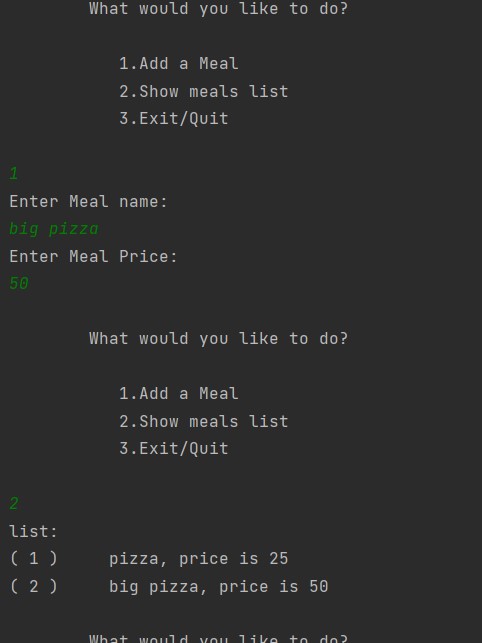 What would you like to do?
1.Add a Meal
2.Show meals list
3.Exit/Quit
1
Enter Meal name:
big pizza
Enter Meal Price:
50
What would you like to do?
1.Add a Meal
2.Show meals list
3.Exit/Quit
2
list:
( 1 )     pizza, price is 25
( 2 )     big pizza, price is 50
What would you like to do?